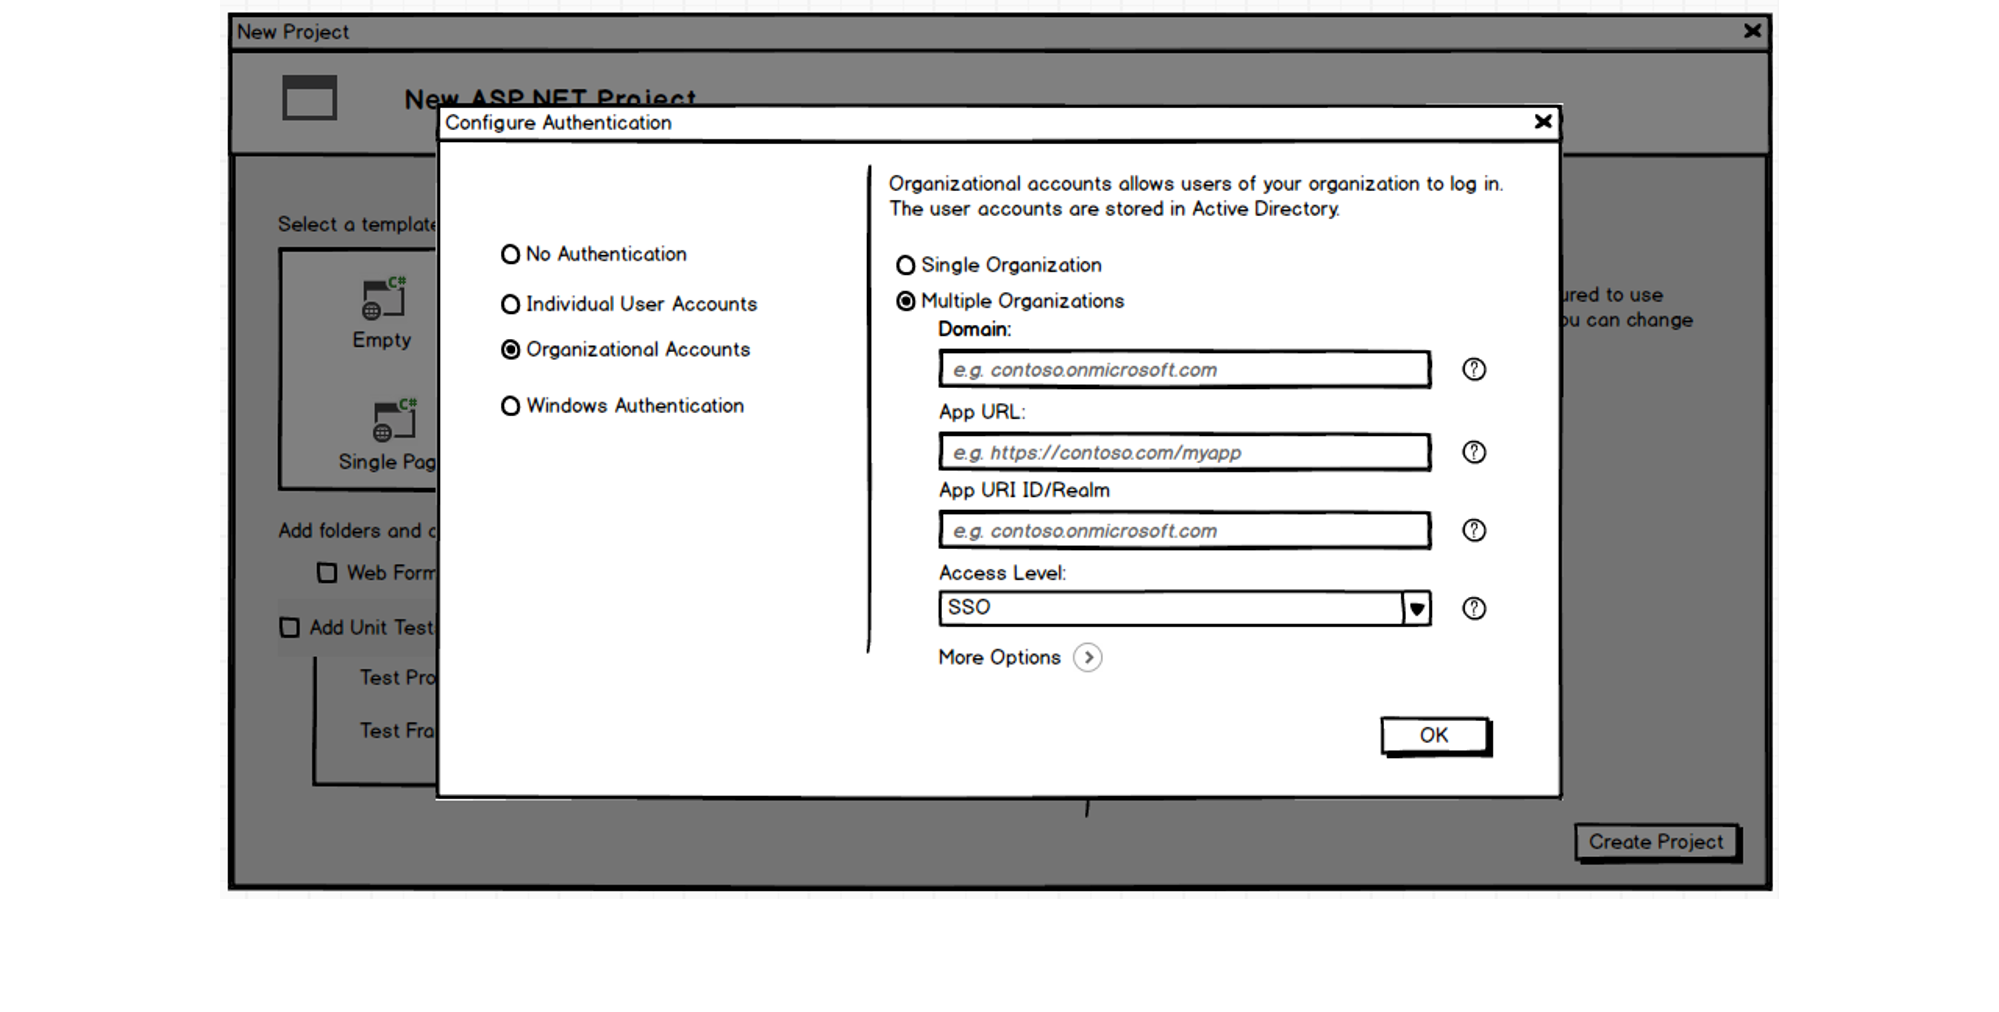 New Project
New ASP.NET Project
Configure Authentication
Select a template
C#
Empty
C#
Single Pag
Add folders and
Web Form
Add Unit Test
Test Pro
Test Fra
No Authentication
Individual User Accounts
Organizational Accounts
Windows Authentication
Organizational accounts allows users of your organization to log in.
The user accounts are stored in Active Directory.
Single Organization
Multiple Organizations
Domain:
e.g. contoso.onmicrosoft.com
?
App URL:
e.g. https://contoso.com/myapp
?
App URI ID/Realm
e.g. contoso.onmicrosoft.com
?
Access Level:
SSO
?
More Options
OK
ured to use
ou can change
Create Project